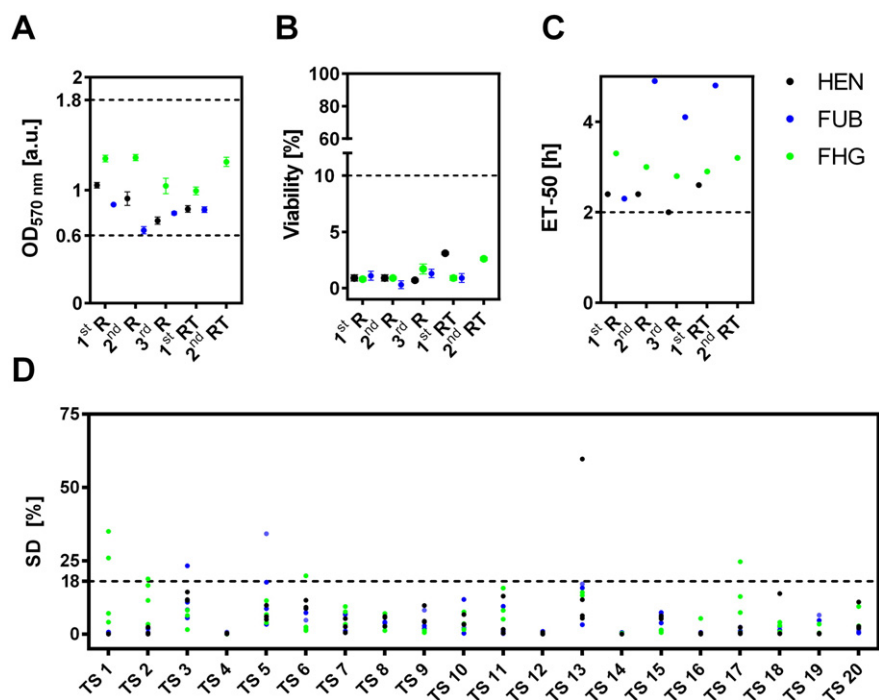 A
B
C
OD570 nm [a.u.]
2
1.8
1
0.6
0
1st R
2nd R
3rd R
1st RT
2nd RT
Viability [%]
100
80
60
10
5
0
1st R
2nd R
3rd R
1st RT
2nd RT
ET-50 [h]
4
2
0
1st R
2nd R
3rd R
1st RT
2nd RT
HEN
FUB
FHG
D
SD [%]
75
50
25
18
0
TS 1
TS 2
TS 3
TS 4
TS 5
TS 6
TS 7
TS 8
TS 9
TS 10
TS 11
TS 12
TS 13
TS 14
TS 15
TS 16
TS 17
TS 18
TS 19
TS 20